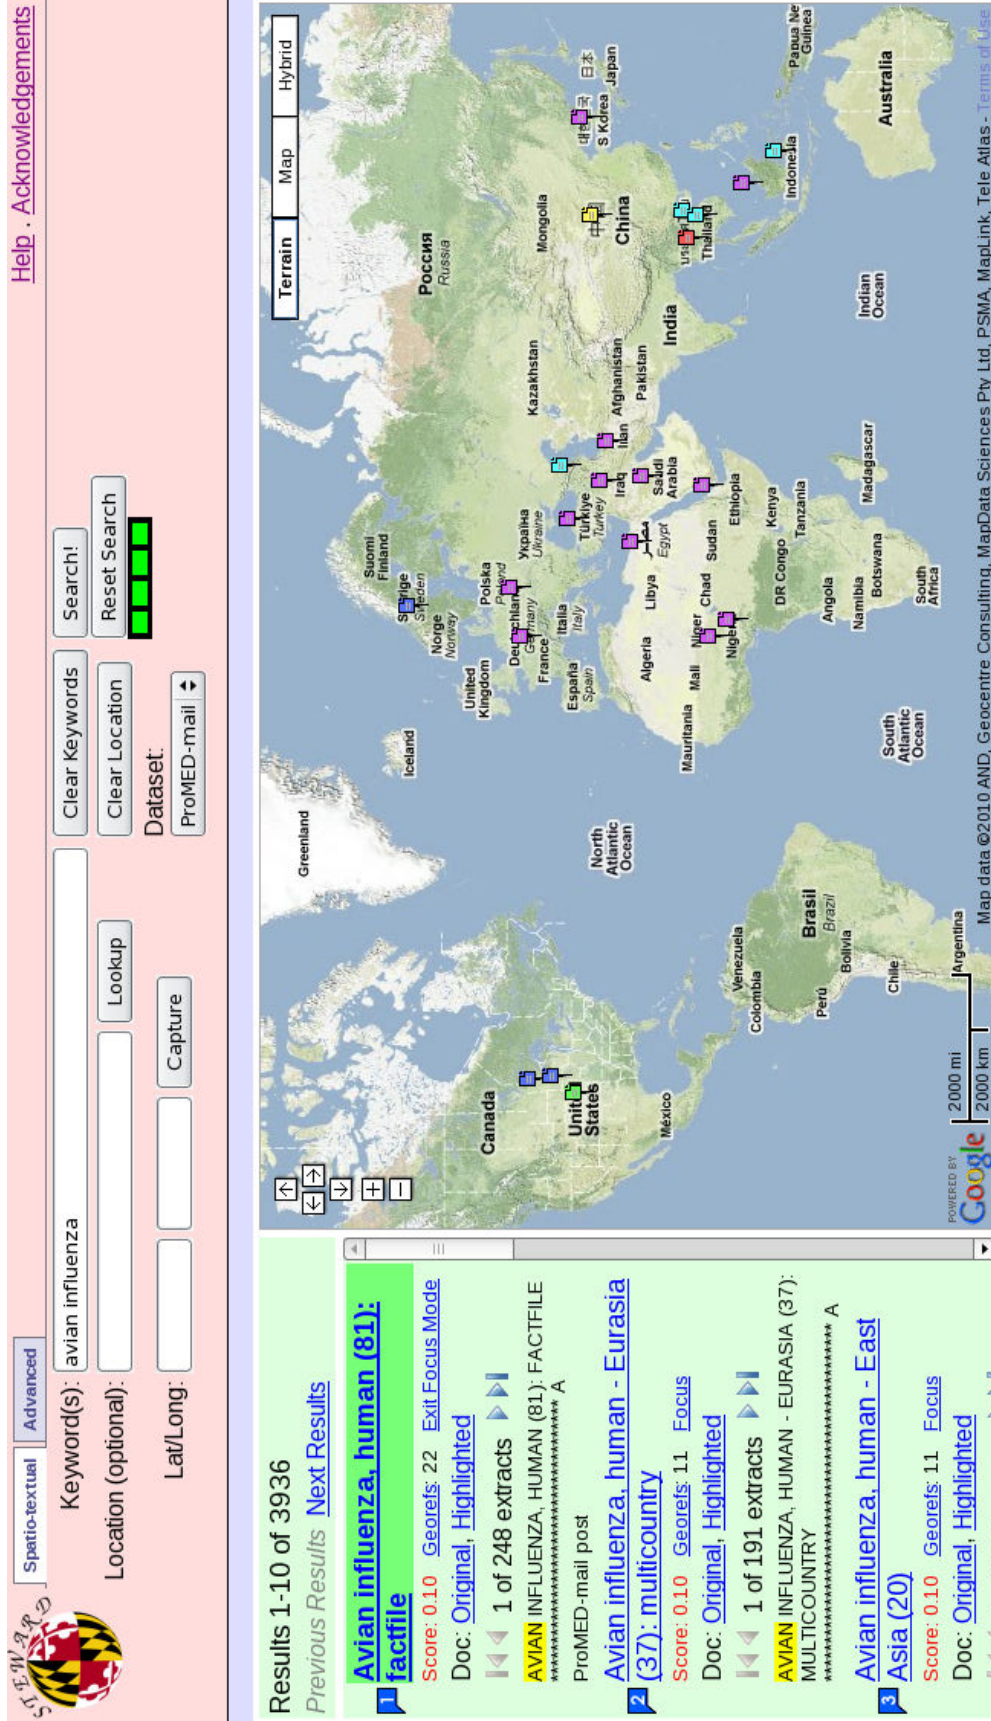 STEWARD
Spatio-textual
Advanced
Help . Acknowledgements
Keyword(s):
avian influenza
Clear Keywords
Search!
Location (optional):
Lookup
Clear Location
Reset Search
Lat/Long:
Capture
Dataset:
ProMED-mail
Results 1-10 of 3936
Previous Results Next Results
1
Avian influenza, human (81):
factfile
Score: 0.10 Georefs: 22 Exit Focus Mode
Doc: Original, Highlighted
1 of 248 extracts
AVIAN INFLUENZA, HUMAN (81): FACTFILE
******************************** A
ProMED-mail post
2
Avian influenza, human - Eurasia
(37): multicountry
Score: 0.10 Georefs: 11 Focus
Doc: Original, Highlighted
1 of 191 extracts
AVIAN INFLUENZA, HUMAN - EURASIA (37):
MULTICOUNTRY
****************************************** A
3
Avian influenza, human - East
Asia (20)
Score: 0.10 Georefs: 11 Focus
Doc: Original, Highlighted
Terrain
Map
Hybrid
Greenland
Iceland
Canada
United
States
México
Venezuela
Colombia
Perú
Brasil
Brazil
Bolivia
Chile
Argentina
North
Atlantic
Ocean
South
Atlantic
Ocean
Suomi
Finland
Sverige
Sweden
Norge
Norway
United
Kingdom
Polska
Poland
Deutschland
Germany
France
Україна
Ukraine
Italia
Italy
España
Spain
Россия
Russia
Kazakhstan
Mongolia
中国
China
대한민국
S Korea
日本
Japan
Türkiye
Turkey
Iraq
Iran
Afghanistan
Pakistan
India
Saudi
Arabia
مصر
Egypt
Algeria
Libya
Mauritania
Mali
Niger
Chad
Sudan
Ethiopia
DR Congo
Kenya
Tanzania
Angola
Namibia
Botswana
Madagascar
South
Africa
Thailand
Indonesia
Papua New
Guinea
Australia
Indian
Ocean
POWERED BY
Google
2000 mi
2000 km
Map data ©2010 AND, Geocentre Consulting, MapData Sciences Pty Ltd, PSMA, MapLink, Tele Atlas - Terms of Use